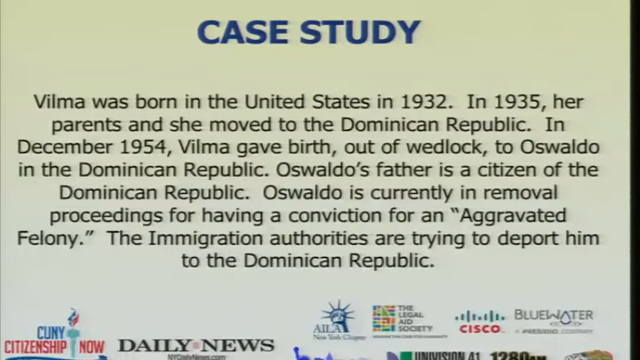 CASE STUDY
Vilma was born in the United States in 1932. In 1935, her
parents and she moved to the Dominican Republic. In
December 1954, Vilma gave birth, out of wedlock, to Oswaldo
in the Dominican Republic. Oswaldo's father is a citizen of the
Dominican Republic. Oswaldo is currently in removal
proceedings for having a conviction for an "Aggravated
Felony." The Immigration authorities are trying to deport him
to the Dominican Republic.
CUNY
CITIZENSHIP NOW
DAILY NEWS
NYDailyNews.com
AILA
New York Chapter
THE
LEGAL
AID
SOCIETY
CISCO
BLUEWATER
UNIVISION 41